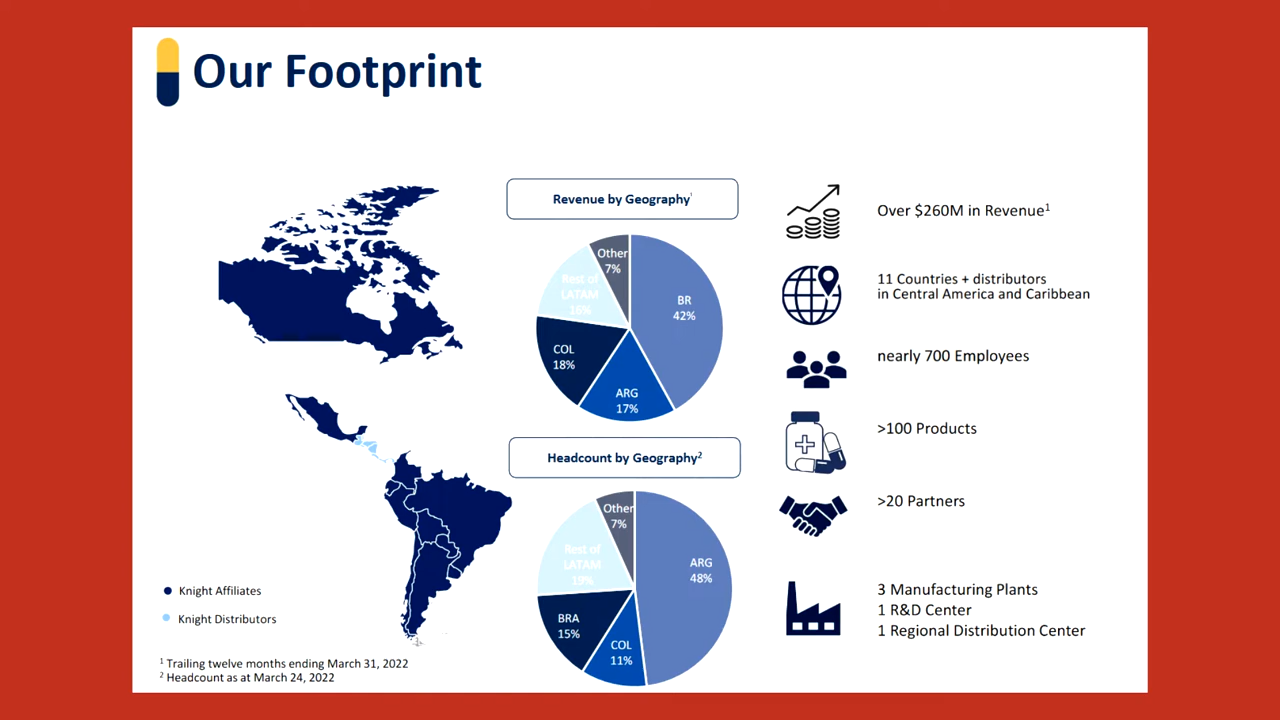 Our Footprint
Revenue by Geography¹
Other
7%
Rest of
LATAM
16%
BR
42%
COL
18%
ARG
17%
Headcount by Geography²
Other
7%
Rest of
LATAM
19%
ARG
48%
BRA
15%
COL
11%
Over $260M in Revenue¹
11 Countries + distributors
in Central America and Caribbean
nearly 700 Employees
>100 Products
>20 Partners
3 Manufacturing Plants
1 R&D Center
1 Regional Distribution Center
Knight Affiliates
Knight Distributors
¹ Trailing twelve months ending March 31, 2022
² Headcount as at March 24, 2022